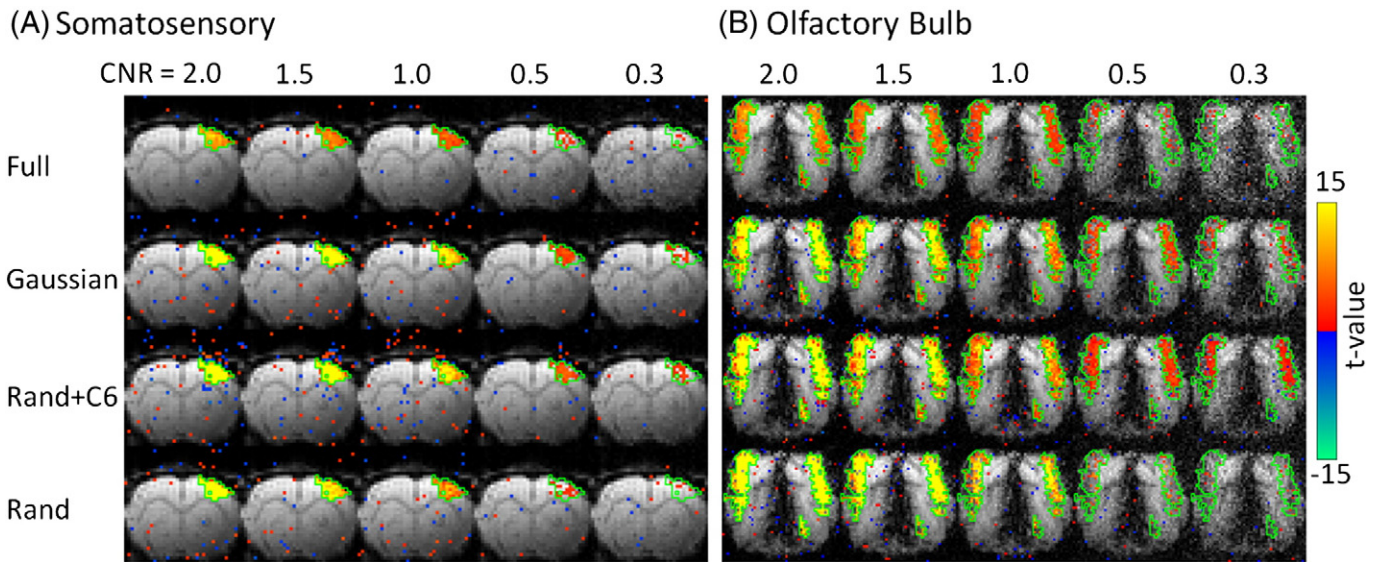 (A) Somatosensory
(B) Olfactory Bulb
CNR = 2.0 1.5 1.0 0.5 0.3
2.0 1.5 1.0 0.5 0.3
Full
Gaussian
Rand+C6
Rand
15
t-value
-15